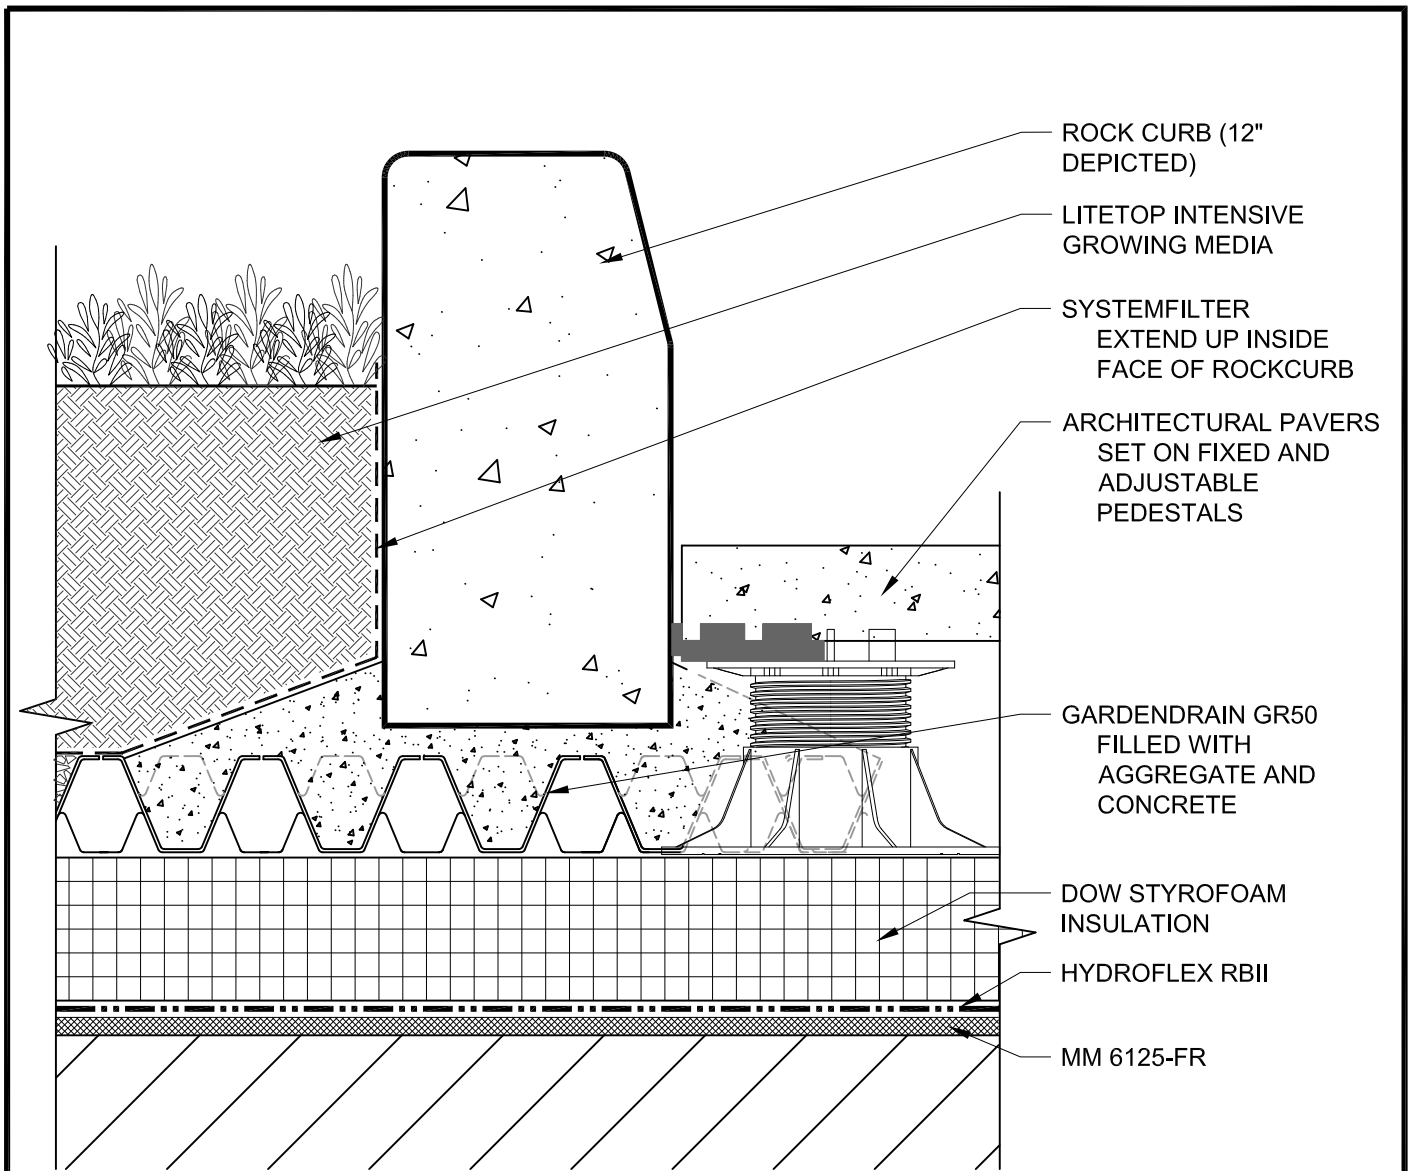 ROCK CURB (12"
DEPICTED)
LITETOP INTENSIVE
GROWING MEDIA
SYSTEMFILTER
EXTEND UP INSIDE
FACE OF ROCKCURB
ARCHITECTURAL PAVERS
SET ON FIXED AND
ADJUSTABLE
PEDESTALS
GARDENDRAIN GR50
FILLED WITH
AGGREGATE AND
CONCRETE
DOW STYROFOAM
INSULATION
HYDROFLEX RBII
MM 6125-FR